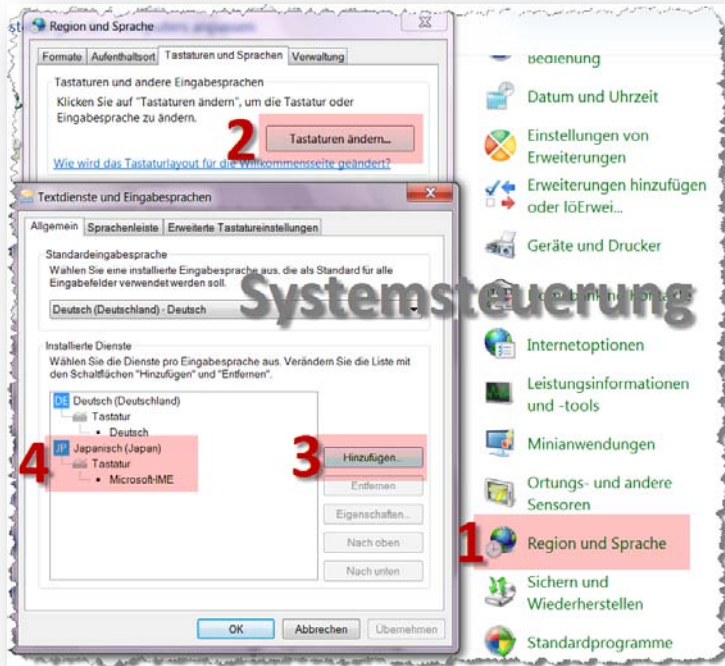 Region und Sprache
Formate
Aufenthaltsort
Tastaturen und Sprachen
Verwaltung
Tastaturen und andere Eingabesprachen
Klicken Sie auf "Tastaturen ändern", um die Tastatur oder
Eingabesprache zu ändern.
2
Tastaturen ändern...
Wie wird das Tastaturlayout für die Willkommensseite geändert?
Textdienste und Eingabesprachen
Allgemein
Sprachenleiste
Erweiterte Tastatureinstellungen
Standardeingabesprache
Wählen Sie eine installierte Eingabesprache aus, die als Standard für alle
Eingabefelder verwendet werden soll.
Deutsch (Deutschland) - Deutsch
Systemsteuerung
Installierte Dienste
Wählen Sie die Dienste pro Eingabesprache aus. Verändern Sie die Liste mit
den Schaltflächen "Hinzufügen" und "Entfernen".
DE Deutsch (Deutschland)
Tastatur
Deutsch
4
JP Japanisch (Japan)
Tastatur
Microsoft-IME
3
Hinzufügen...
Entfernen
Eigenschaften...
Nach oben
Nach unten
OK
Abbrechen
Übernehmen
Bedienung
Datum und Uhrzeit
Einstellungen von
Erweiterungen
Erweiterungen hinzufügen
oder löErwei...
Geräte und Drucker
Internetoptionen
Leistungsinformationen
und -tools
Minianwendungen
Ortungs- und andere
Sensoren
1
Region und Sprache
Sichern und
Wiederherstellen
Standardprogramme